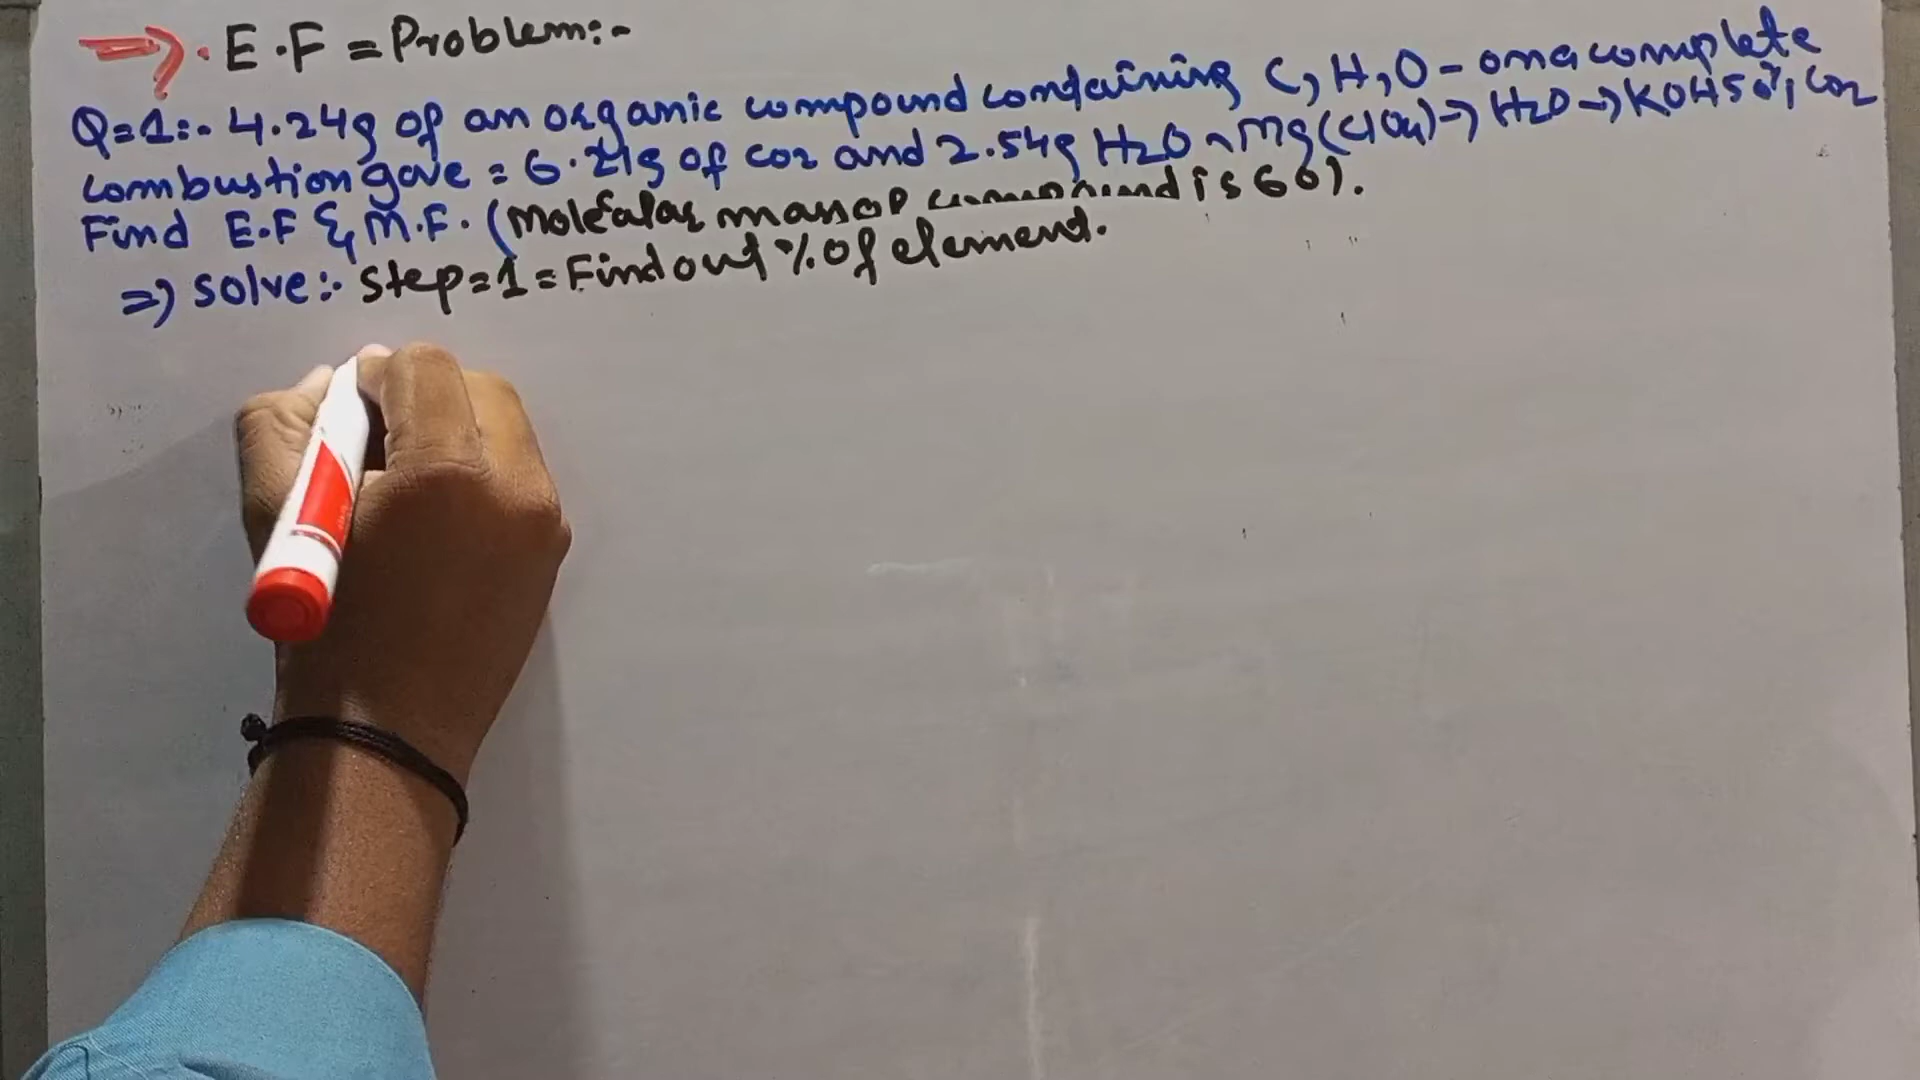 E.F = Problem:-
Q=1:- 4.24g of an organic compound containing C, H, O - on a complete
combustion gave = 6.21g of co2 and 2.54g H2O Mg(ClO4)-> H2O -> KOH 50%, Co2
Find E.F & M.F. (Molecular mass of compound is 60).
=> Solve:- Step=1 = Find out % of element.